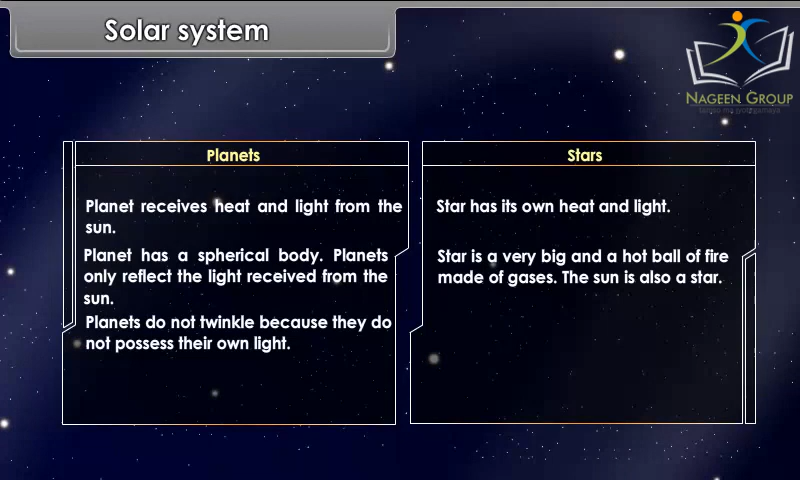 Solar system
NAGEEN GROUP
Planets
Planet receives heat and light from the
sun.
Planet has a spherical body. Planets
only reflect the light received from the
sun.
Planets do not twinkle because they do
not possess their own light.
Stars
Star has its own heat and light.
Star is a very big and a hot ball of fire
made of gases. The sun is also a star.